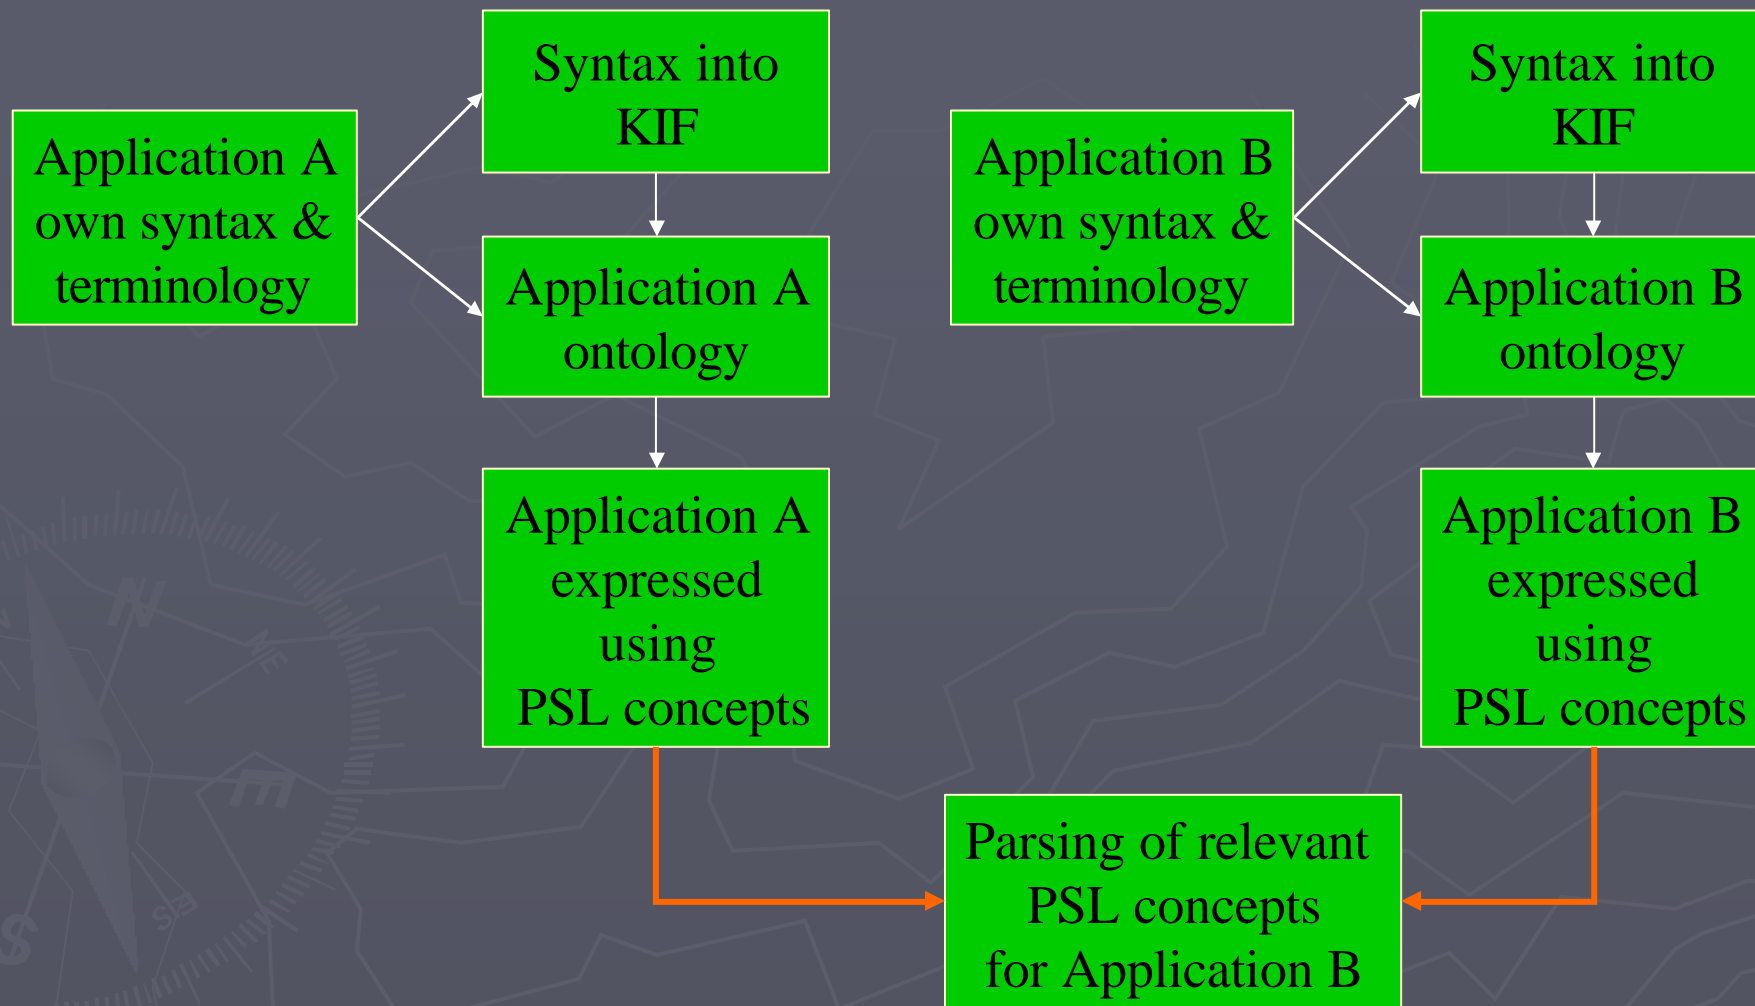 Syntax into
KIF
Application A
own syntax &
terminology
Application A
ontology
Application A
expressed
using
PSL concepts
Syntax into
KIF
Application B
own syntax &
terminology
Application B
ontology
Application B
expressed
using
PSL concepts
Parsing of relevant
PSL concepts
for Application B
N
NE
E
S